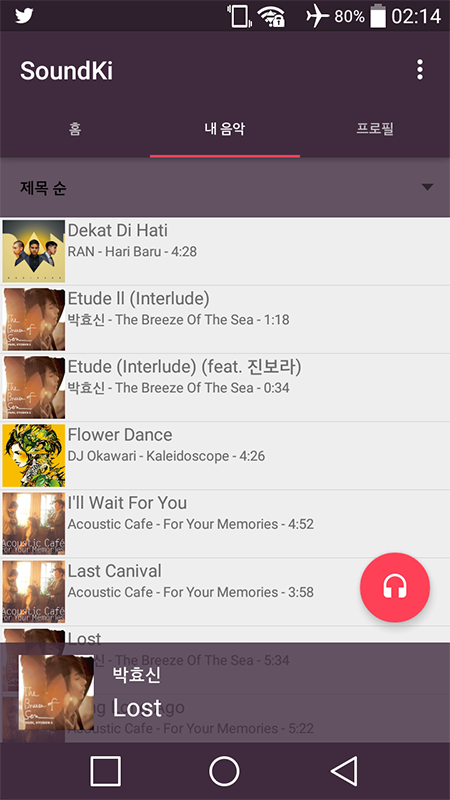 80% 02:14
SoundKi
홈 내 음악 프로필
제목 순
Dekat Di Hati
RAN - Hari Baru - 4:28
Etude ll (Interlude)
박효신 - The Breeze Of The Sea - 1:18
Etude (Interlude) (feat. 진보라)
박효신 - The Breeze Of The Sea - 0:34
Flower Dance
DJ Okawari - Kaleidoscope - 4:26
I'll Wait For You
Acoustic Cafe - For Your Memories - 4:52
Last Canival
Acoustic Cafe - For Your Memories - 3:58
Lost
- The Breeze Of The Sea - 5:34
박효신
Lost
Ago
Acoustic Cafe - For Your Memories - 5:22